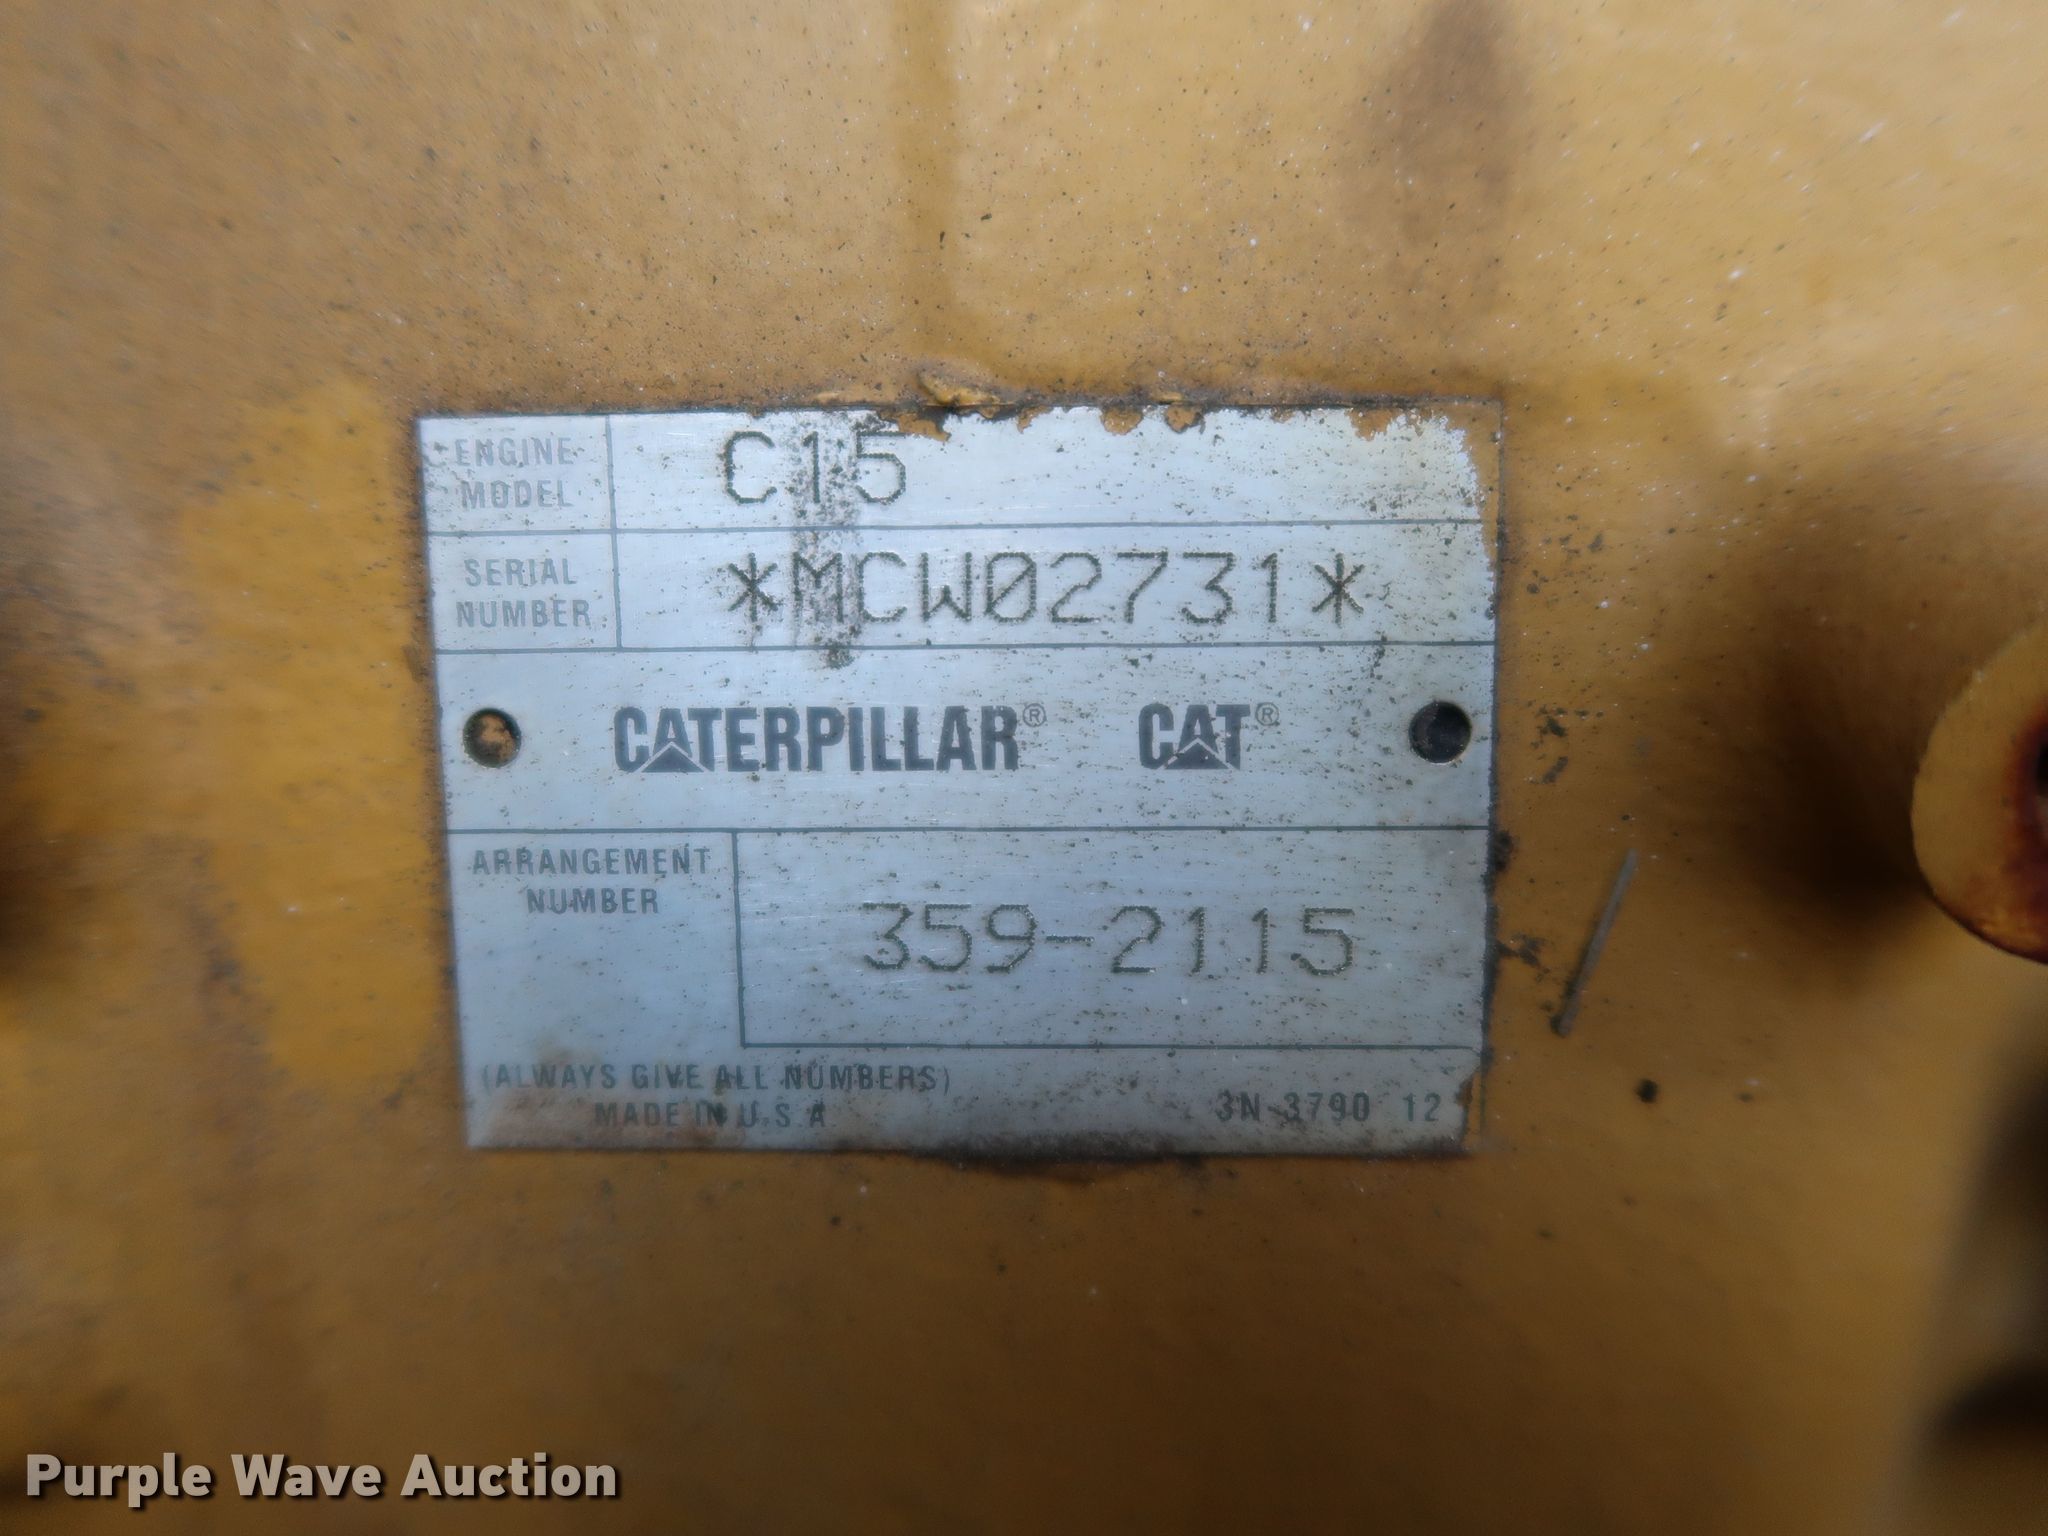 ENGINE MODEL C15
SERIAL NUMBER *MCW02731*
CATERPILLAR® CAT®
ARRANGEMENT NUMBER 359-2115
(ALWAYS GIVE ALL NUMBERS)
MADE IN U.S.A 3N-3790 12
Purple Wave Auction